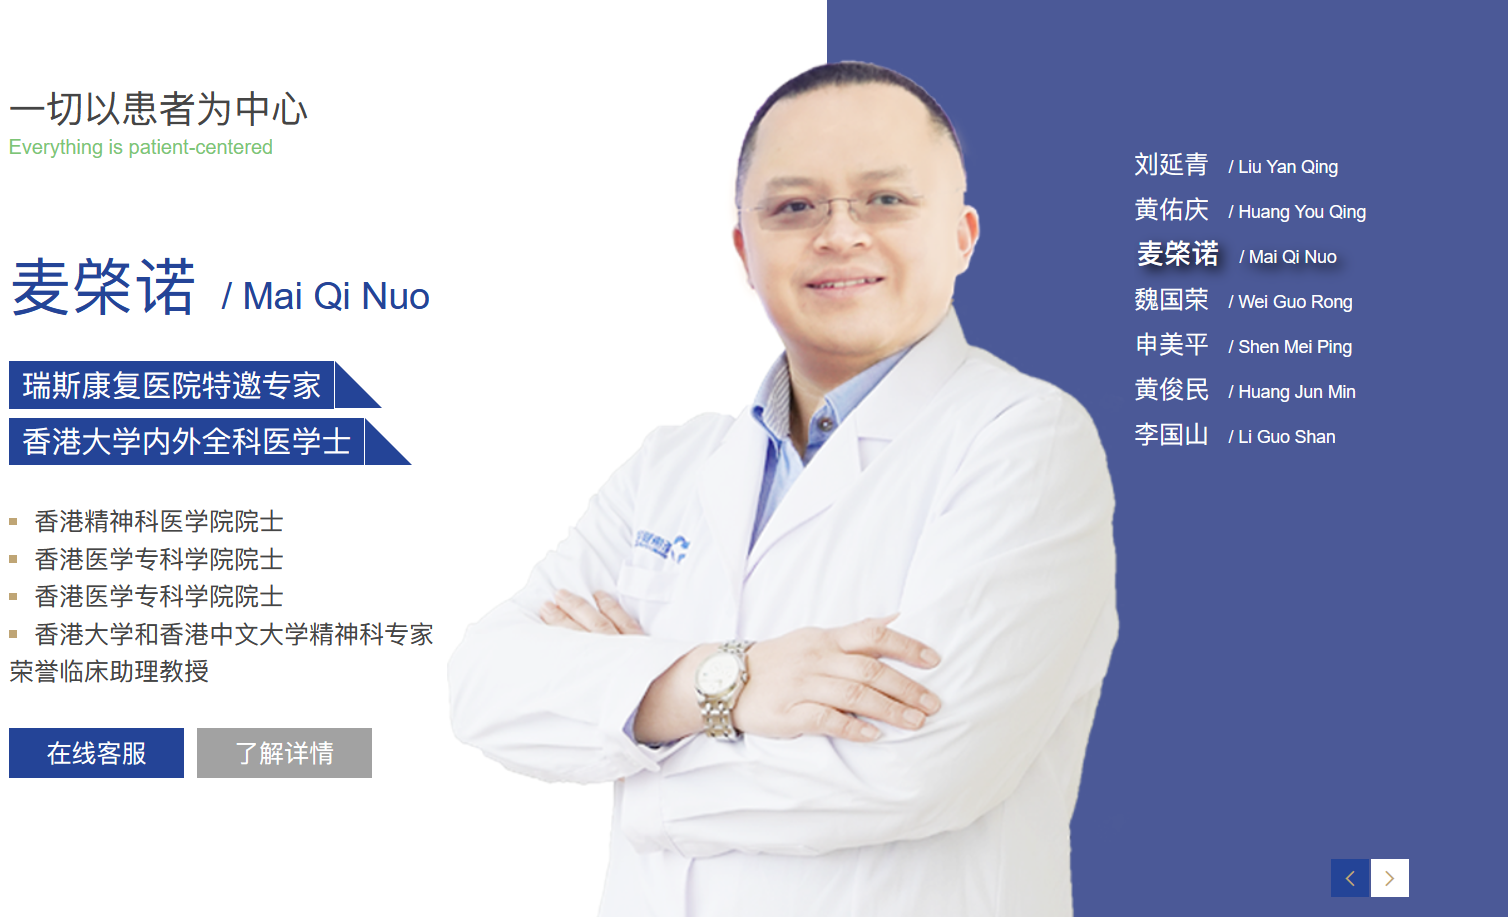 一切以患者为中心
Everything is patient-centered
麦棨诺 / Mai Qi Nuo
瑞斯康复医院特邀专家
香港大学内外全科医学士
香港精神科医学院院士
香港医学专科学院院士
香港医学专科学院院士
香港大学和香港中文大学精神科专家
荣誉临床助理教授
在线客服
了解详情
刘延青 / Liu Yan Qing
黄佑庆 / Huang You Qing
麦棨诺 / Mai Qi Nuo
魏国荣 / Wei Guo Rong
申美平 / Shen Mei Ping
黄俊民 / Huang Jun Min
李国山 / Li Guo Shan